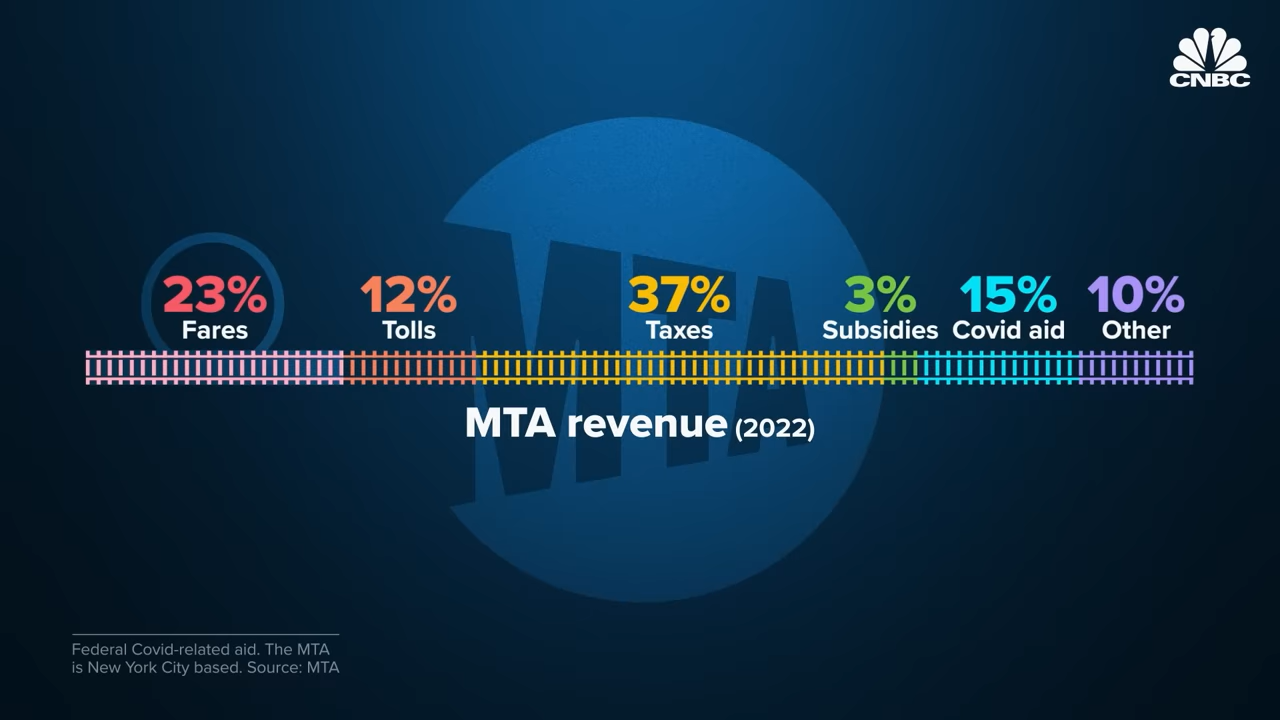 CNBC
23% 12% 37% 3% 15% 10%
Fares Tolls Taxes Subsidies Covid aid Other
MTA
MTA revenue (2022)
Federal Covid-related aid. The MTA
is New York City based. Source: MTA